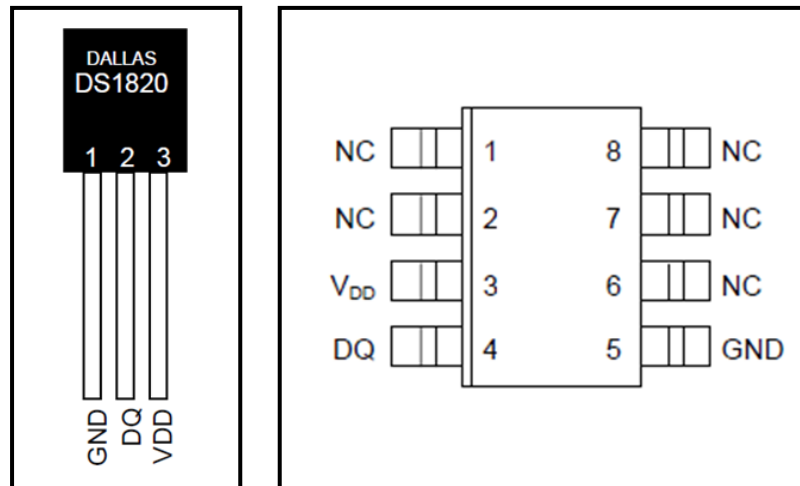 DALLAS
DS1820
1 2 3
GND DQ VDD
NC 1 8 NC
NC 2 7 NC
VDD 3 6 NC
DQ 4 5 GND